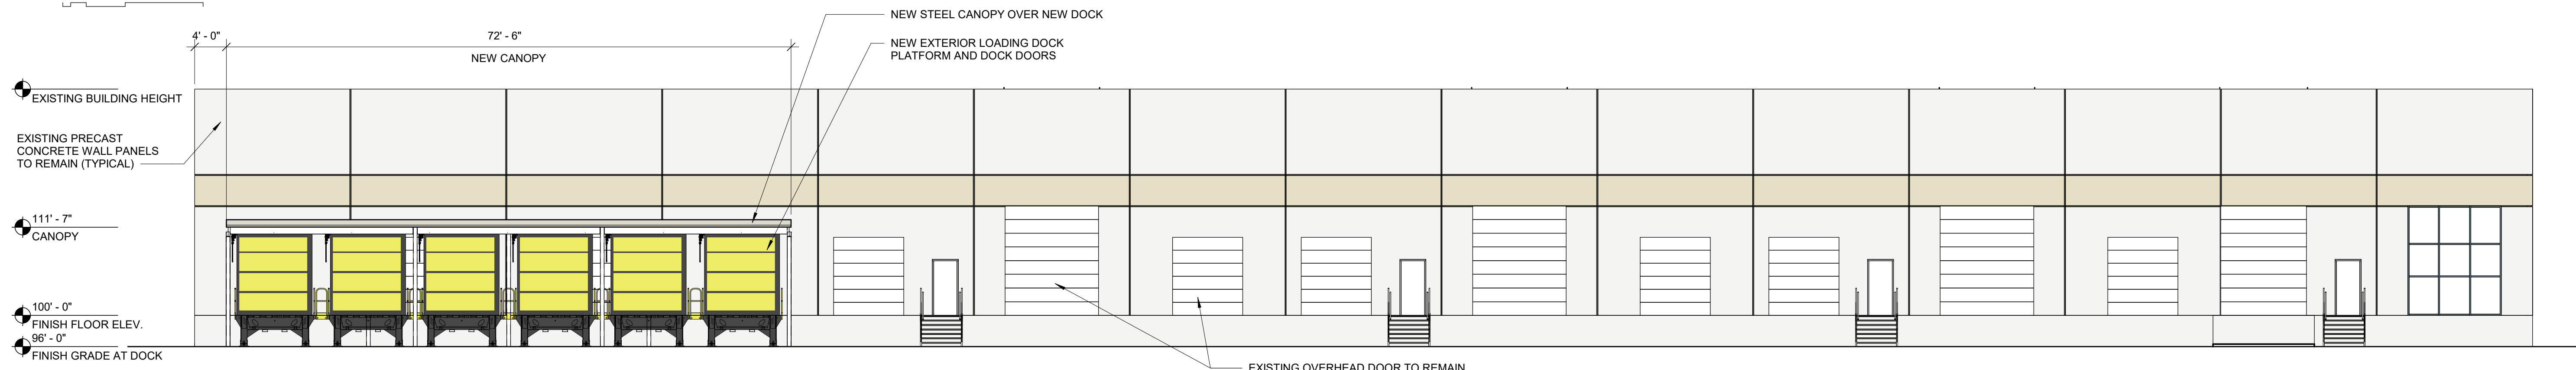 NEW STEEL CANOPY OVER NEW DOCK
4' - 0"
72' - 6"
NEW CANOPY
NEW EXTERIOR LOADING DOCK
PLATFORM AND DOCK DOORS
EXISTING BUILDING HEIGHT
EXISTING PRECAST
CONCRETE WALL PANELS
TO REMAIN (TYPICAL)
111' - 7"
CANOPY
100' - 0"
FINISH FLOOR ELEV.
96' - 0"
FINISH GRADE AT DOCK
EXISTING OVERHEAD DOOR TO REMAIN